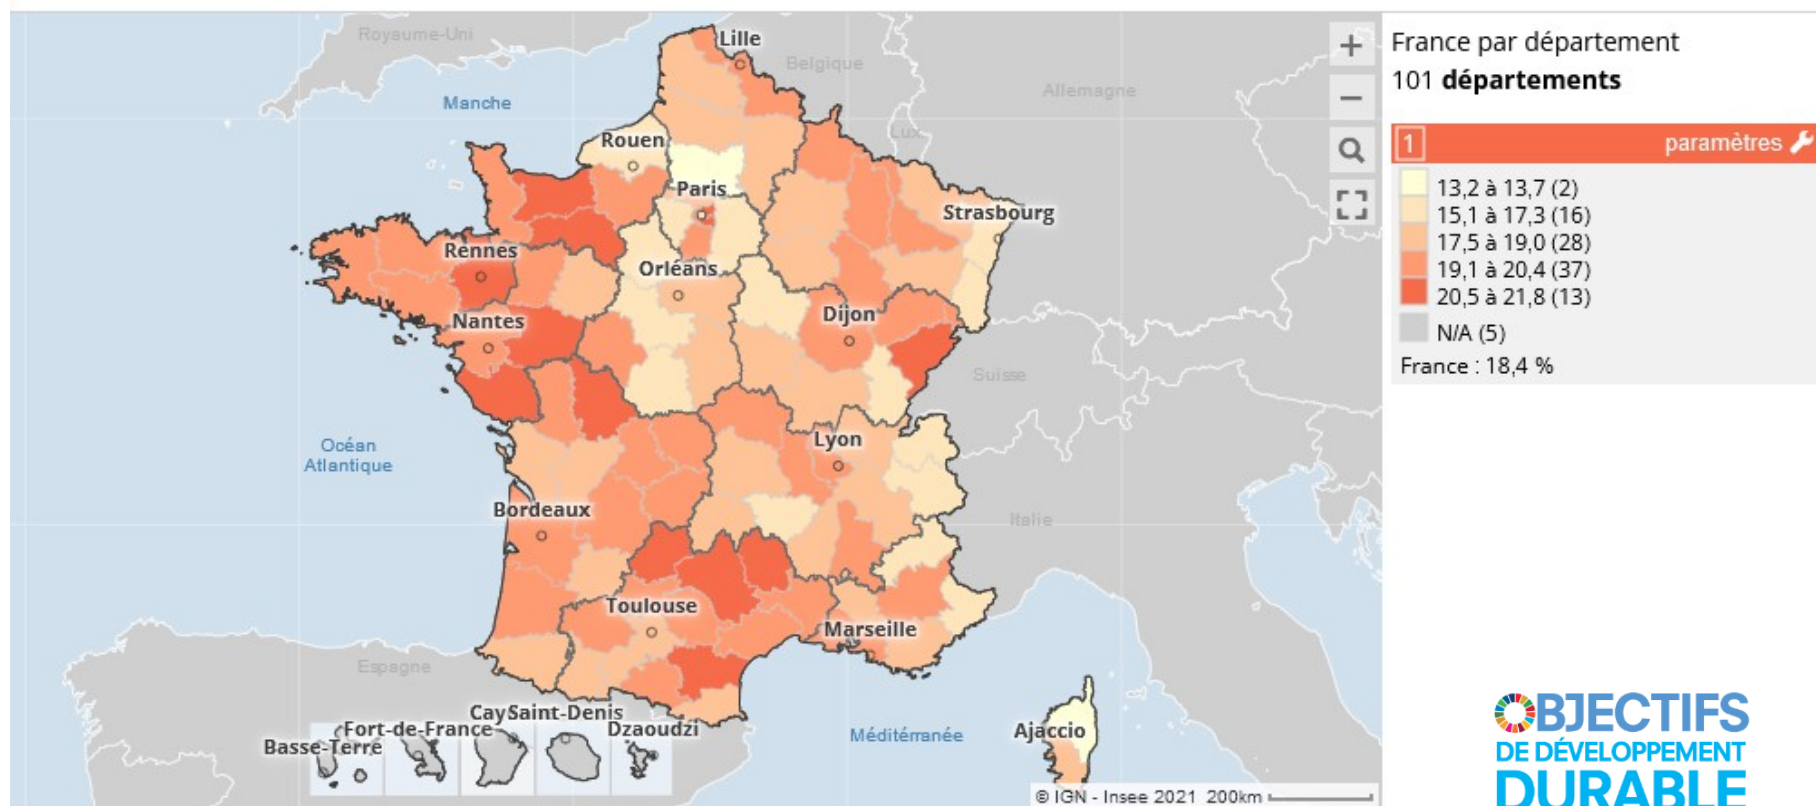 Royaume-Uni
Lille
Belgique
Allemagne
Manche
Lux.
Rouen
Paris
Strasbourg
Rennes
Orléans
Nantes
Dijon
Suisse
Océan
Atlantique
Lyon
Bordeaux
Italie
Toulouse
Marseille
Espagne
Basse-Terre
Fort-de-France
Cay
Saint-Denis
Dzaoudzi
Méditérranée
Ajaccio
© IGN - Insee 2021 200km
+
−
France par département
101 départements
1 paramètres
13,2 à 13,7 (2)
15,1 à 17,3 (16)
17,5 à 19,0 (28)
19,1 à 20,4 (37)
20,5 à 21,8 (13)
N/A (5)
France : 18,4 %
OBJECTIFS
DE DÉVELOPPEMENT
DURABLE